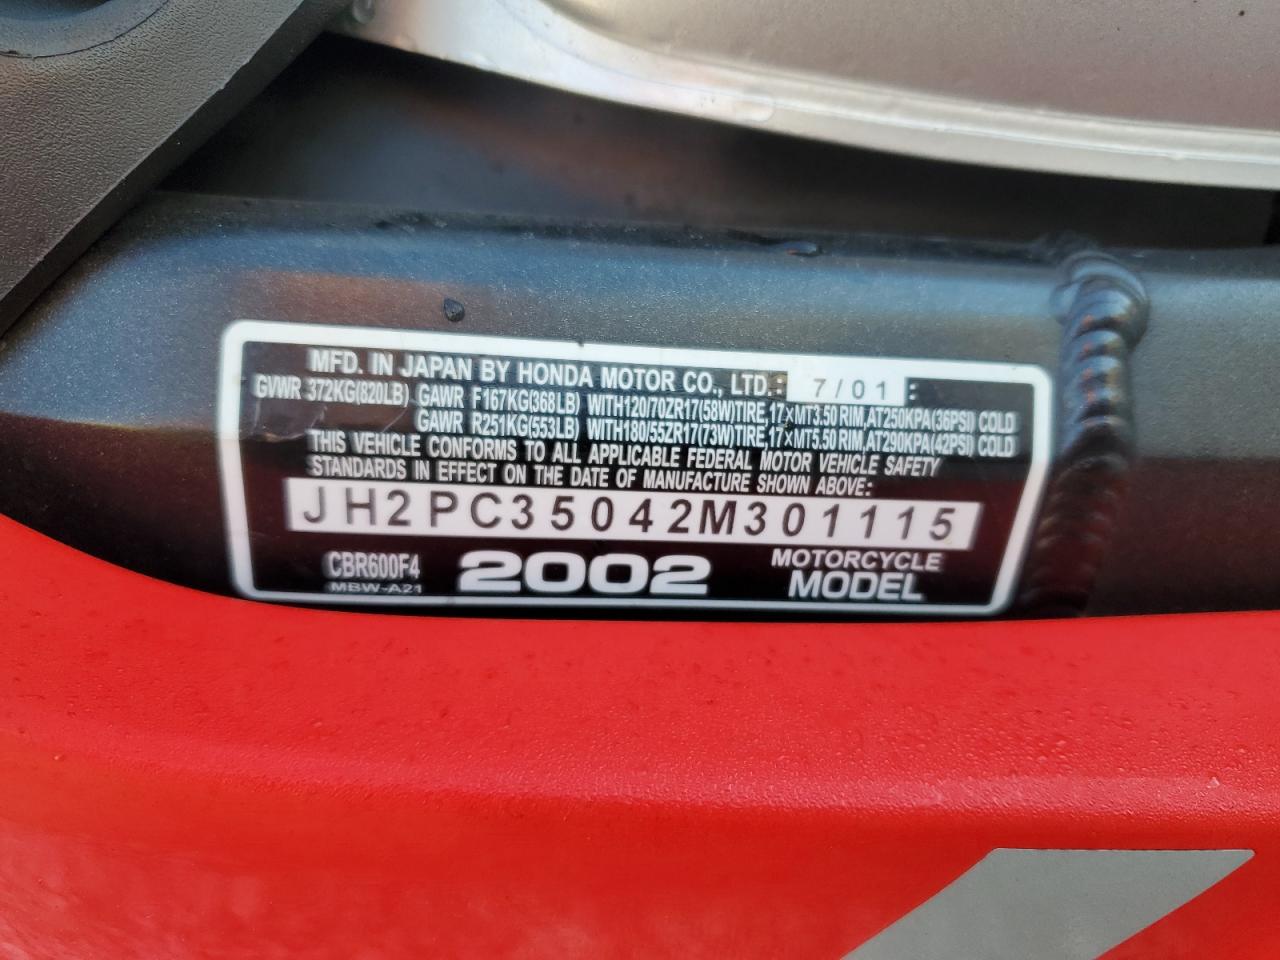 MFD. IN JAPAN BY HONDA MOTOR CO., LTD.: 7/01 :
GVWR 372KG(820LB) GAWR F167KG(368LB) WITH120/70ZR17(58W)TIRE,17×MT3.50 RIM,AT250KPA(36PSI) COLD
GAWR R251KG(553LB) WITH180/55ZR17(73W)TIRE,17×MT5.50 RIM,AT290KPA(42PSI) COLD
THIS VEHICLE CONFORMS TO ALL APPLICABLE FEDERAL MOTOR VEHICLE SAFETY
STANDARDS IN EFFECT ON THE DATE OF MANUFACTURE SHOWN ABOVE:
JH2PC35042M301115
CBR600F4 2002 MOTORCYCLE
MBW-A21 MODEL